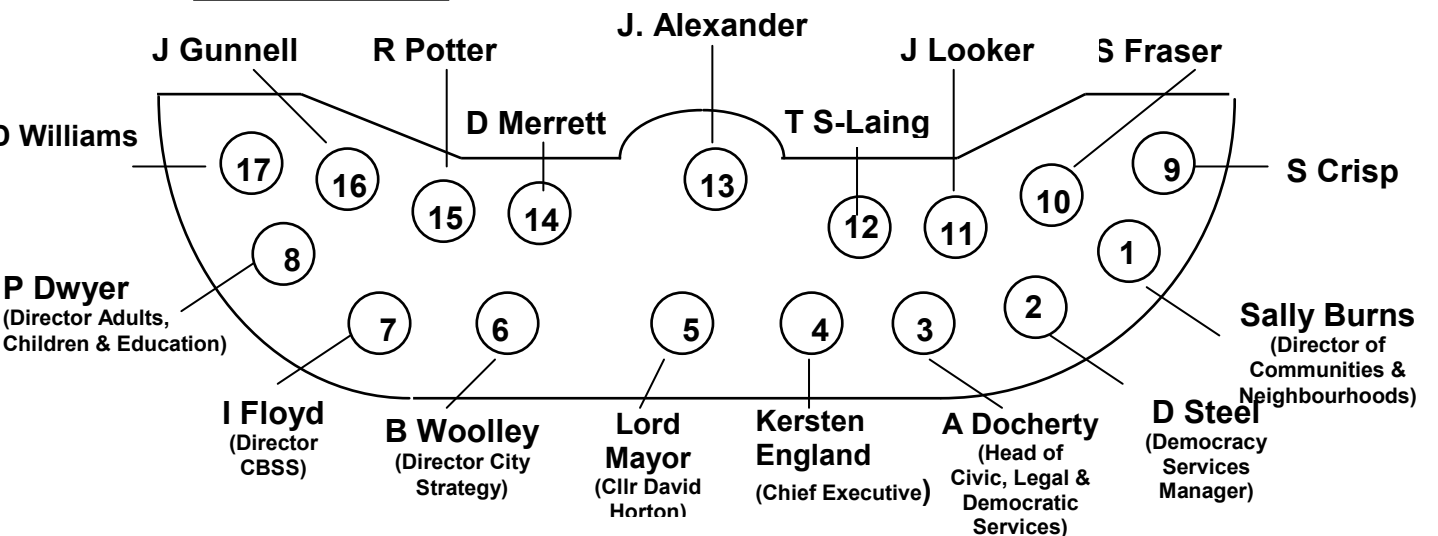 J. Alexander
J Gunnell
R Potter
J Looker
S Fraser
D Williams
D Merrett
T S-Laing
S Crisp
17
16
15
14
13
12
11
10
9
8
7
6
5
4
3
2
1
P Dwyer
(Director Adults,
Children & Education)
I Floyd
(Director
CBSS)
B Woolley
(Director City
Strategy)
Lord
Mayor
(Cllr David
Horton)
Kersten
England
(Chief Executive)
A Docherty
(Head of
Civic, Legal &
Democratic
Services)
D Steel
(Democracy
Services
Manager)
Sally Burns
(Director of
Communities &
Neighbourhoods)